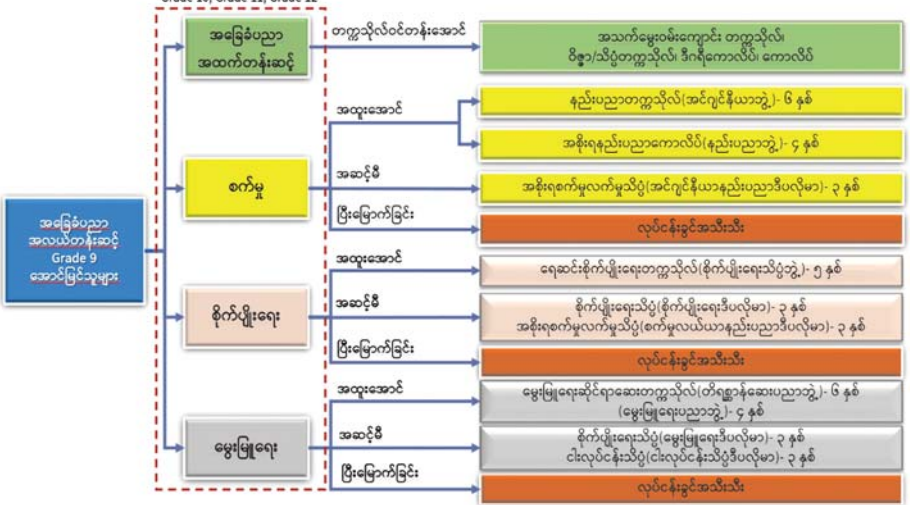 Grade 10, Grade 11, Grade 12
အခြေခံပညာ
အထက်တန်းဆင့်
တက္ကသိုလ်ဝင်တန်းအောင်
အသက်မွေးဝမ်းကျောင်း တက္ကသိုလ်၊
ဝိဇ္ဇာ/သိပ္ပံတက္ကသိုလ်၊ ဒီဂရီကောလိပ်၊ ကောလိပ်
အခြေခံပညာ
အလယ်တန်းဆင့်
Grade 9
အောင်မြင်သူများ
စက်မှု
အထူးအောင်
နည်းပညာတက္ကသိုလ်(အင်ဂျင်နီယာဘွဲ့)- ၆ နှစ်
အစိုးရနည်းပညာကောလိပ်(နည်းပညာဘွဲ့)- ၄ နှစ်
အဆင့်မီ
အစိုးရစက်မှုလက်မှုသိပ္ပံ(အင်ဂျင်နီယာနည်းပညာဒီပလိုမာ)- ၃ နှစ်
ပြီးမြောက်ခြင်း
လုပ်ငန်းခွင်အသီးသီး
စိုက်ပျိုးရေး
အထူးအောင်
ရေဆင်းစိုက်ပျိုးရေးတက္ကသိုလ်(စိုက်ပျိုးရေးသိပ္ပံဘွဲ့)- ၅ နှစ်
အဆင့်မီ
စိုက်ပျိုးရေးသိပ္ပံ(စိုက်ပျိုးရေးဒီပလိုမာ)- ၃ နှစ်
အစိုးရစက်မှုလက်မှုသိပ္ပံ(စက်မှုလယ်ယာနည်းပညာဒီပလိုမာ)- ၃ နှစ်
ပြီးမြောက်ခြင်း
လုပ်ငန်းခွင်အသီးသီး
မွေးမြူရေး
အထူးအောင်
မွေးမြူရေးဆိုင်ရာဆေးတက္ကသိုလ်(တိရစ္ဆာန်ဆေးပညာဘွဲ့)- ၆ နှစ်
(မွေးမြူရေးပညာဘွဲ့)- ၄ နှစ်
အဆင့်မီ
စိုက်ပျိုးရေးသိပ္ပံ(မွေးမြူရေးဒီပလိုမာ)- ၃ နှစ်
ငါးလုပ်ငန်းသိပ္ပံ(ငါးလုပ်ငန်းသိပ္ပံဒီပလိုမာ)- ၃ နှစ်
ပြီးမြောက်ခြင်း
လုပ်ငန်းခွင်အသီးသီး